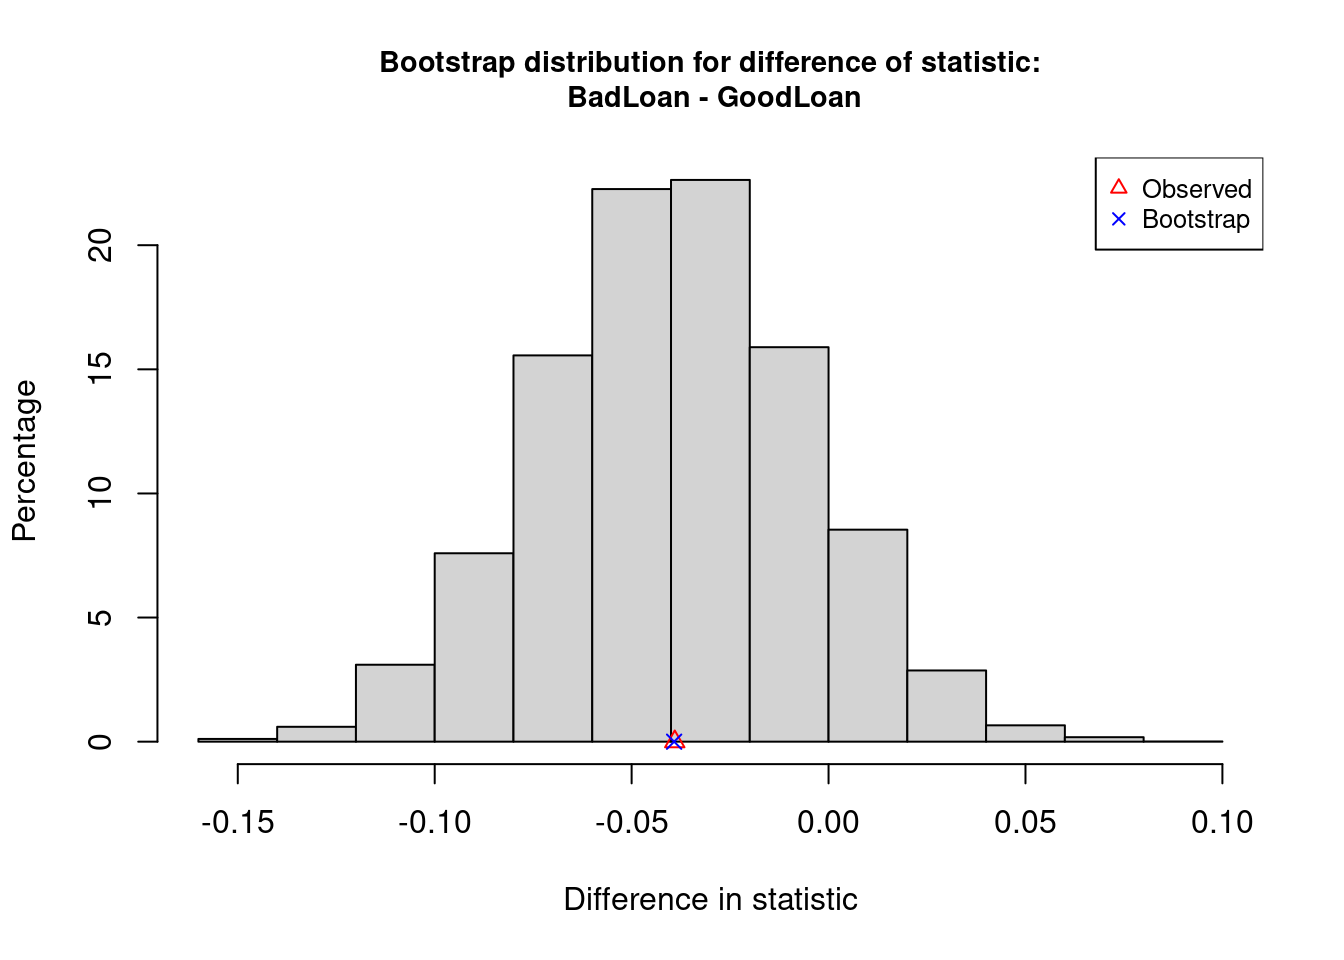 Bootstrap distribution for difference of statistic:
BadLoan - GoodLoan
Observed
Bootstrap
Percentage
20
15
10
5
0
-0.15
-0.10
-0.05
0.00
0.05
0.10
Difference in statistic